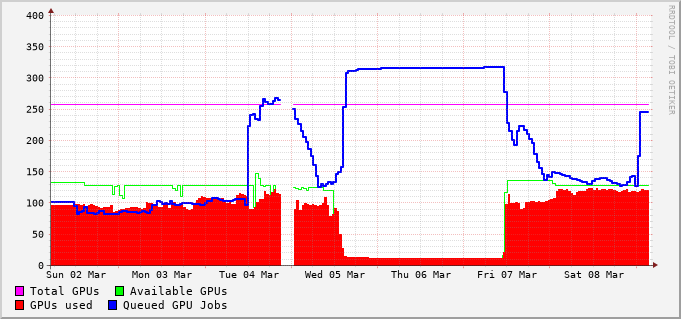 RRDTOOL / TOBI OETIKER
400
350
300
250
200
150
100
50
0
Sun 02 Mar Mon 03 Mar Tue 04 Mar Wed 05 Mar Thu 06 Mar Fri 07 Mar Sat 08 Mar
Total GPUs Available GPUs
GPUs used Queued GPU Jobs